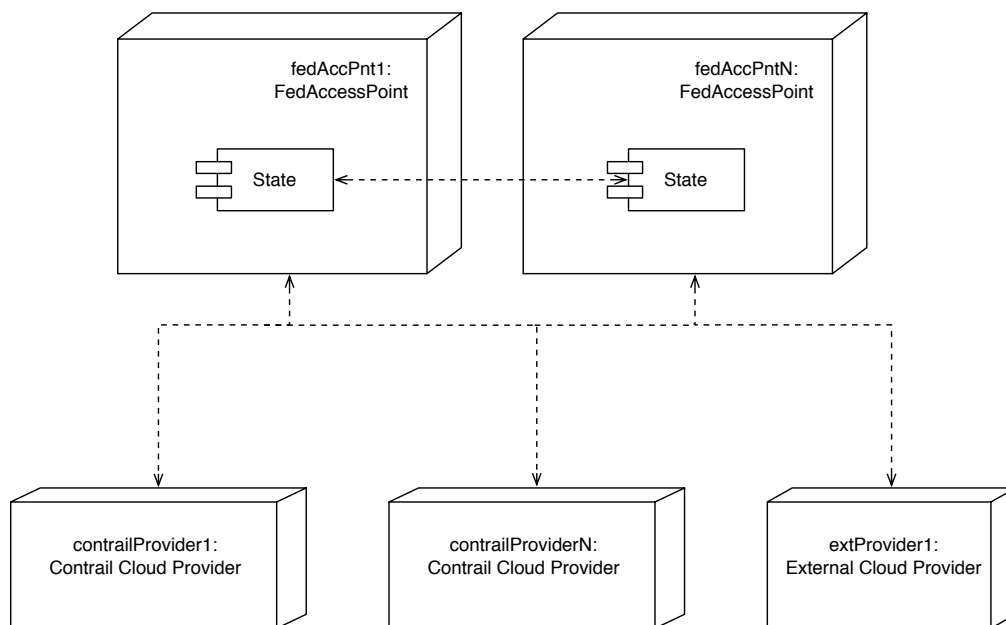 fedAccPnt1:
FedAccessPoint
fedAccPntN:
FedAccessPoint
State
State
contrailProvider1:
Contrail Cloud Provider
contrailProviderN:
Contrail Cloud Provider
extProvider1:
External Cloud Provider